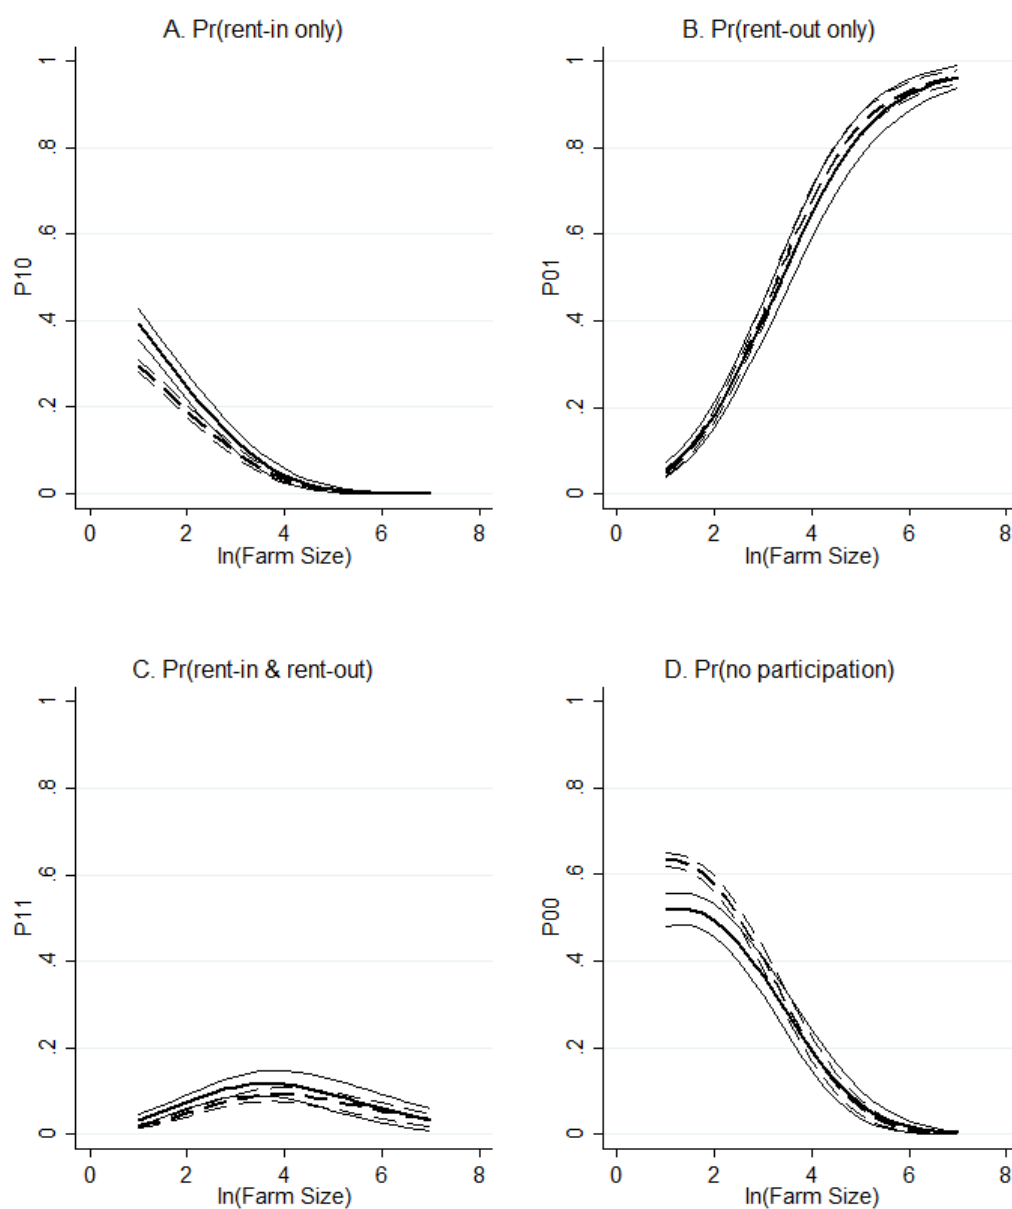 A. Pr(rent-in only)
P10
1
.8
.6
.4
.2
0
0 2 4 6 8
ln(Farm Size)
B. Pr(rent-out only)
P01
1
.8
.6
.4
.2
0
0 2 4 6 8
ln(Farm Size)
C. Pr(rent-in & rent-out)
P11
1
.8
.6
.4
.2
0
0 2 4 6 8
ln(Farm Size)
D. Pr(no participation)
P00
1
.8
.6
.4
.2
0
0 2 4 6 8
ln(Farm Size)